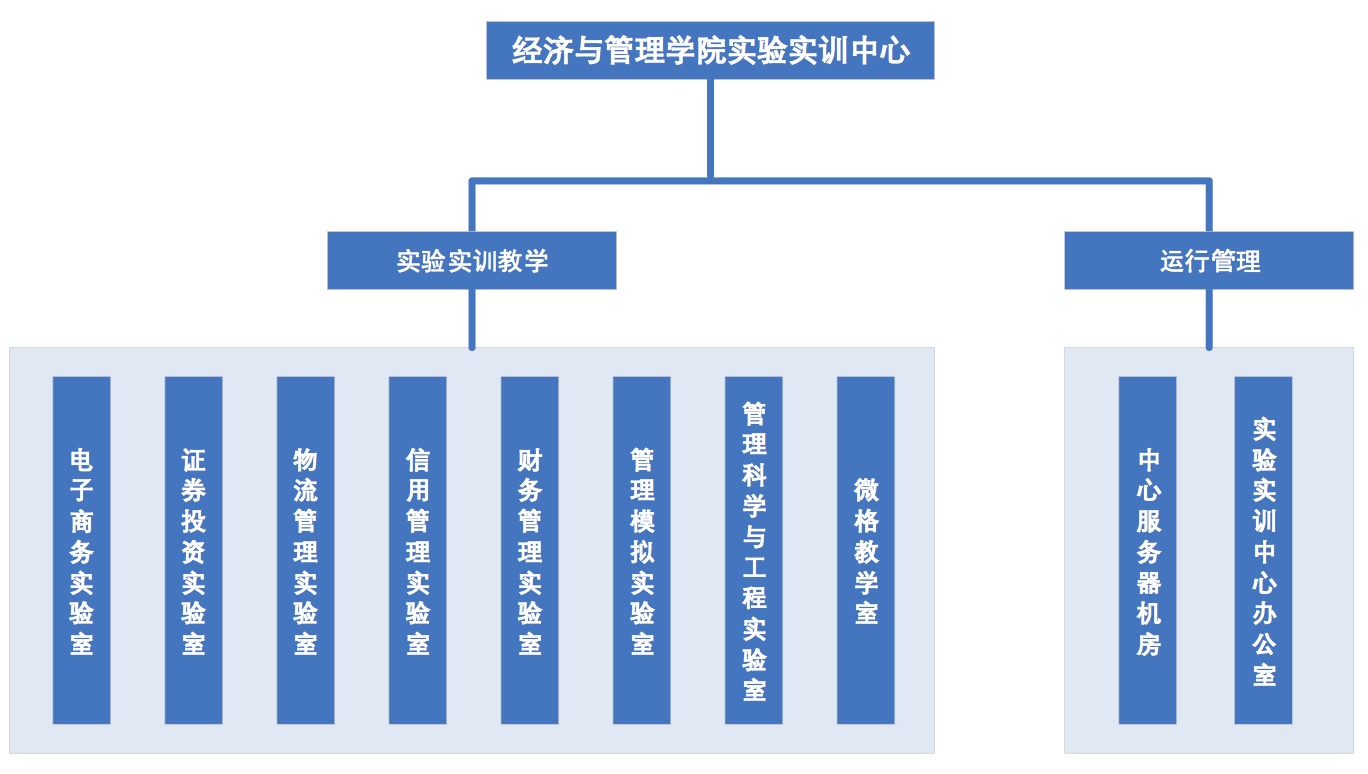 经济与管理学院实验实训中心
实验实训教学
运行管理
电子商务实验室
证券投资实验室
物流管理实验室
信用管理实验室
财务管理实验室
管理模拟实验室
管理科学与工程实验室
微格教学室
中心服务器机房
实验实训中心办公室